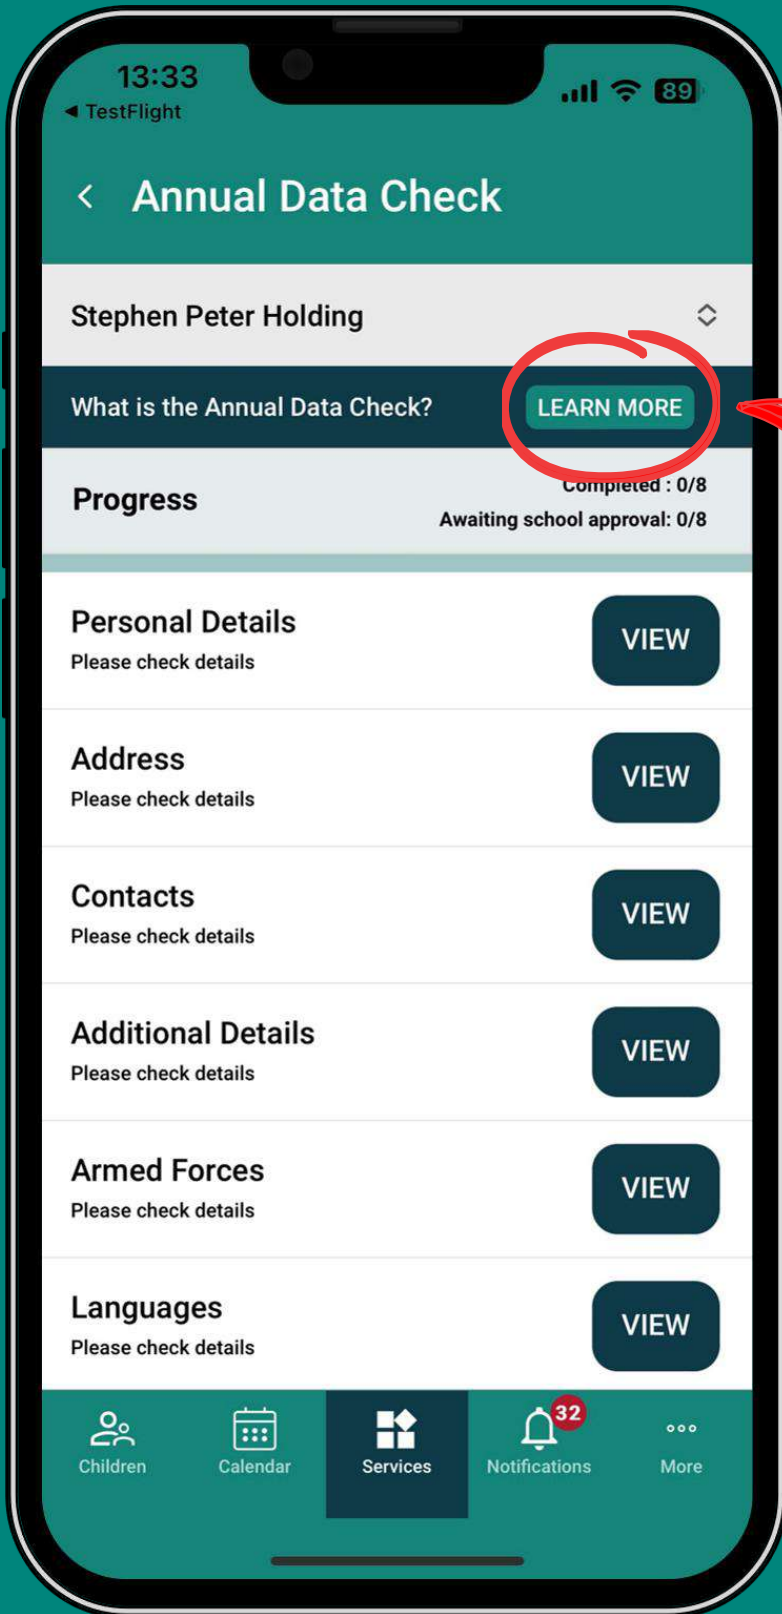 13:33
89
◀ TestFlight
Annual Data Check
Stephen Peter Holding
What is the Annual Data Check?
LEARN MORE
Progress
Completed : 0/8
Awaiting school approval: 0/8
Personal Details
Please check details
VIEW
Address
Please check details
VIEW
Contacts
Please check details
VIEW
Additional Details
Please check details
VIEW
Armed Forces
Please check details
VIEW
Languages
Please check details
VIEW
32
Children
Calendar
Services
Notifications
More